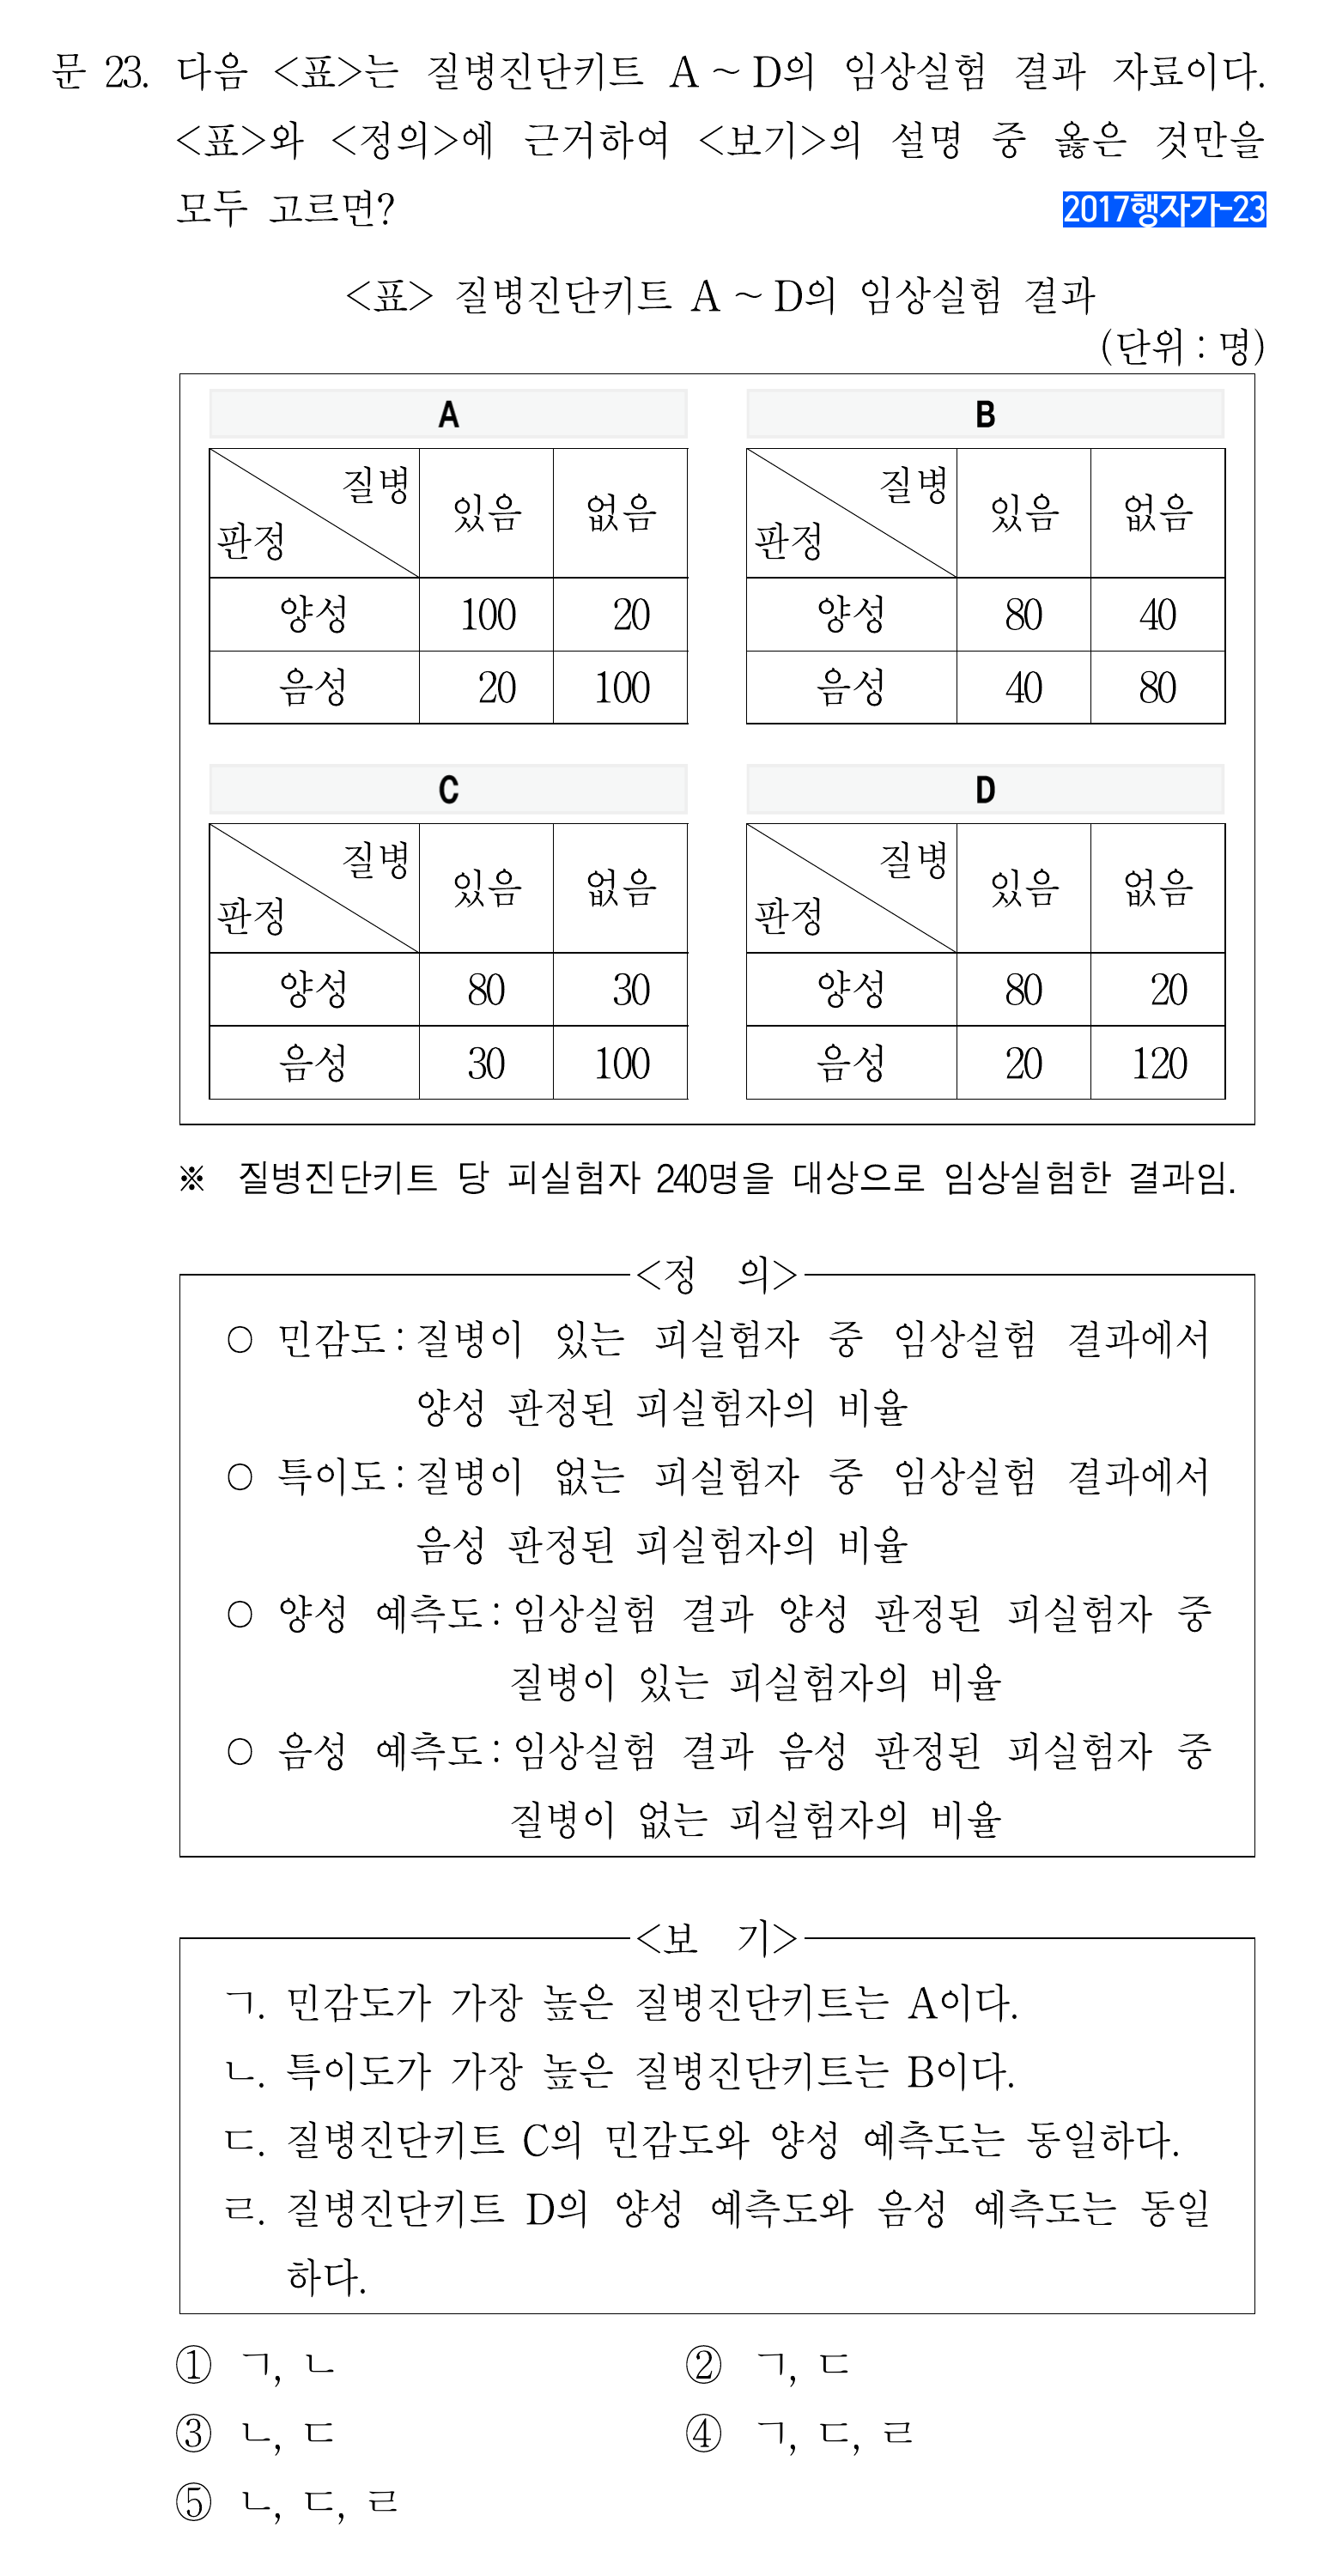 문 23. 다음 <표>는 질병진단키트 A ~ D의 임상실험 결과 자료이다.
<표>와 <정의>에 근거하여 <보기>의 설명 중 옳은 것만을
모두 고르면?
2017행자가-23
<표> 질병진단키트 A ~ D의 임상실험 결과
(단위 : 명)
A B
질병 있음 없음 질병 있음 없음
판정 판정
양성 100 20 양성 80 40
음성 20 100 음성 40 80
C D
질병 있음 없음 질병 있음 없음
판정 판정
양성 80 30 양성 80 20
음성 30 100 음성 20 120
※ 질병진단키트 당 피실험자 240명을 대상으로 임상실험한 결과임.
<정 의>
○ 민감도 : 질병이 있는 피실험자 중 임상실험 결과에서
양성 판정된 피실험자의 비율
○ 특이도 : 질병이 없는 피실험자 중 임상실험 결과에서
음성 판정된 피실험자의 비율
○ 양성 예측도 : 임상실험 결과 양성 판정된 피실험자 중
질병이 있는 피실험자의 비율
○ 음성 예측도 : 임상실험 결과 음성 판정된 피실험자 중
질병이 없는 피실험자의 비율
<보 기>
ㄱ. 민감도가 가장 높은 질병진단키트는 A이다.
ㄴ. 특이도가 가장 높은 질병진단키트는 B이다.
ㄷ. 질병진단키트 C의 민감도와 양성 예측도는 동일하다.
ㄹ. 질병진단키트 D의 양성 예측도와 음성 예측도는 동일
하다.
① ㄱ, ㄴ ② ㄱ, ㄷ
③ ㄴ, ㄷ ④ ㄱ, ㄷ, ㄹ
⑤ ㄴ, ㄷ, ㄹ